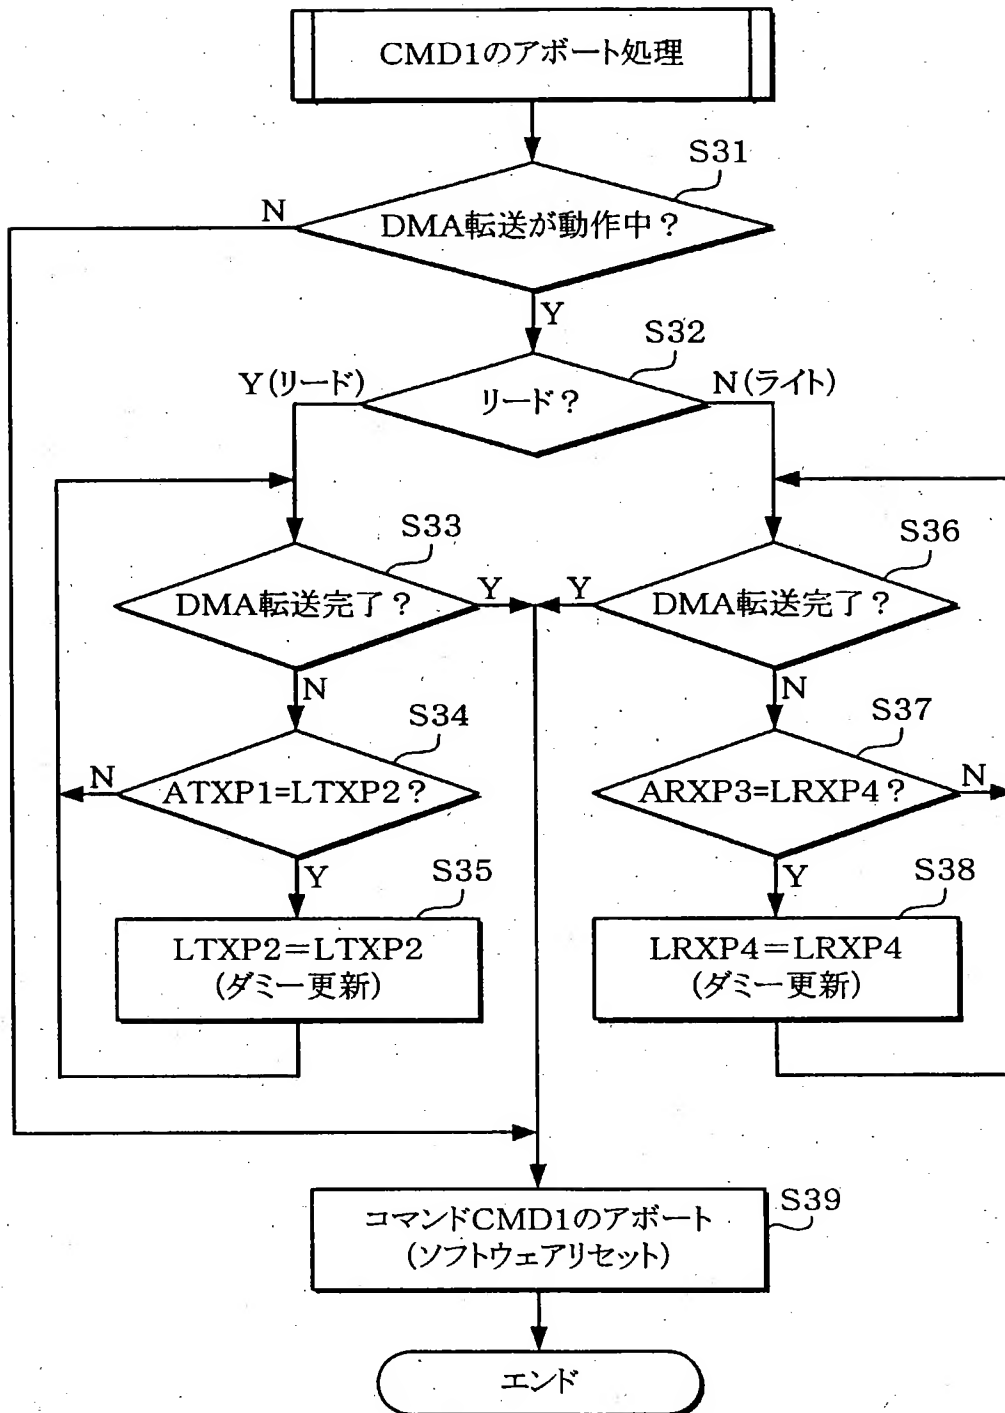 CMD1のアボート処理
S31
N
DMA転送が動作中?
Y
S32
Y(リード)
N(ライト)
リード?
S33
S36
DMA転送完了?
Y
Y
DMA転送完了?
N
N
S34
S37
N
ATXP1=LTXP2?
ARXP3=LRXP4?
N
Y
Y
S35
S38
LTXP2=LTXP2
(ダミー更新)
LRXP4=LRXP4
(ダミー更新)
S39
コマンドCMD1のアボート
(ソフトウェアリセット)
エンド